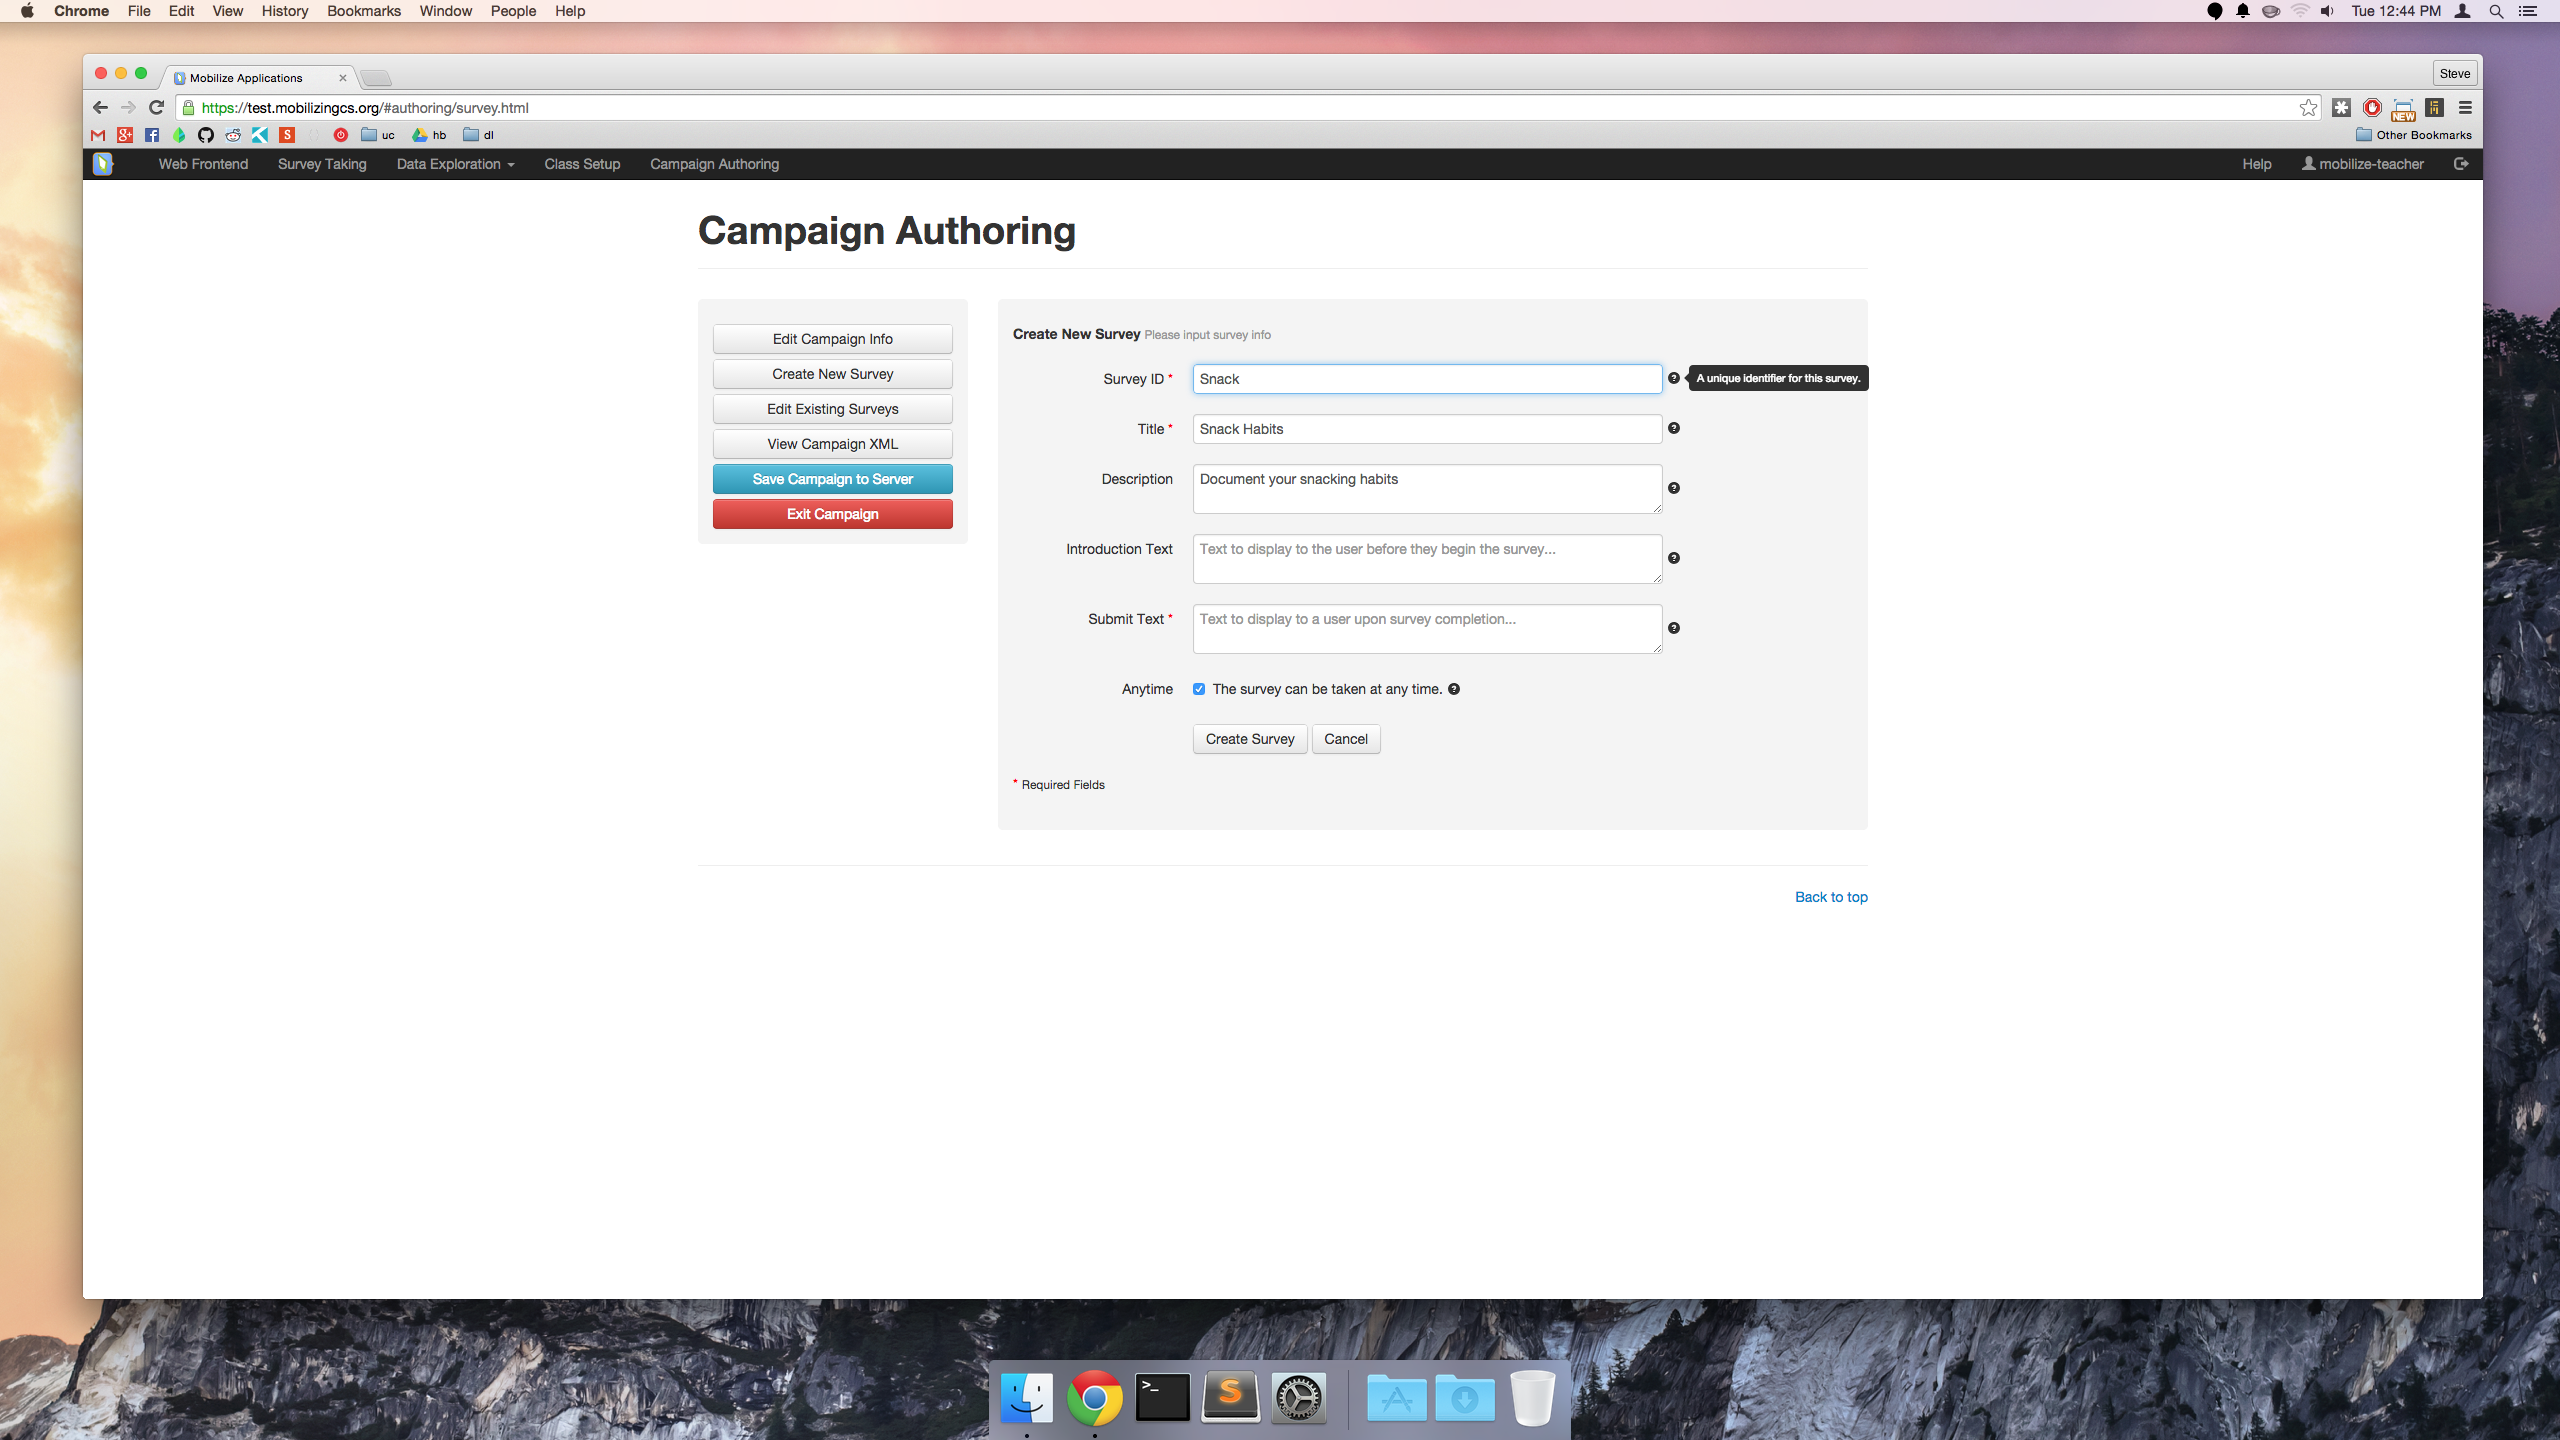 Chrome File Edit View History Bookmarks Window People Help Tue 12:44 PM
Mobilize Applications Steve
https://test.mobilizingcs.org/#authoring/survey.html NEW
uc hb dl Other Bookmarks
Web Frontend Survey Taking Data Exploration Class Setup Campaign Authoring Help mobilize-teacher
Campaign Authoring
Edit Campaign Info
Create New Survey
Edit Existing Surveys
View Campaign XML
Save Campaign to Server
Exit Campaign
Create New Survey Please input survey info
Survey ID * Snack A unique identifier for this survey.
Title * Snack Habits
Description Document your snacking habits
Introduction Text Text to display to the user before they begin the survey...
Submit Text * Text to display to a user upon survey completion...
Anytime The survey can be taken at any time.
Create Survey Cancel
* Required Fields
Back to top